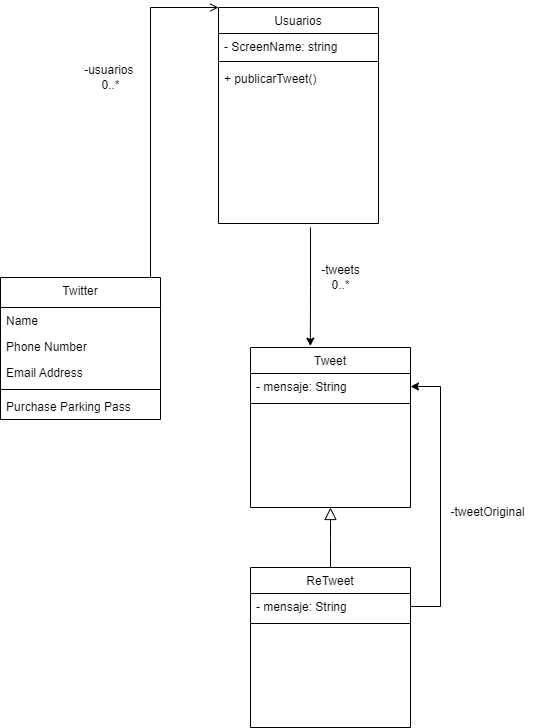 Usuarios
- ScreenName: string
+ publicarTweet()
-usuarios
0..*
-tweets
0..*
Twitter
Name
Phone Number
Email Address
Purchase Parking Pass
Tweet
- mensaje: String
-tweetOriginal
ReTweet
- mensaje: String